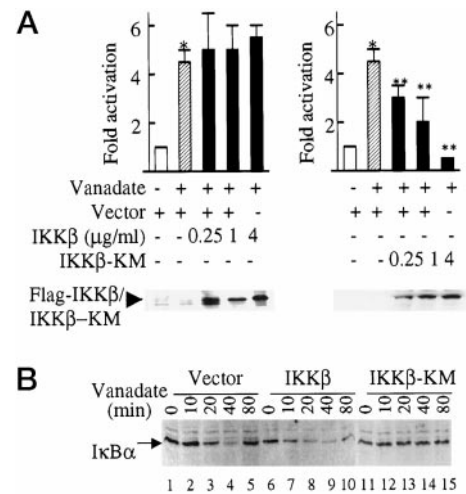 A
Fold activation
6
4
2
*
Fold activation
6
4
2
*
**
**
**
Vanadate - + + + + - + + + +
Vector + + + + - + + + + -
IKKβ (μg/ml) - - 0.25 1 4 - - - - -
IKKβ-KM - - - - - - - 0.25 1 4
Flag-IKKβ/
IKKβ–KM
B
Vector IKKβ IKKβ-KM
Vanadate (min) 0 10 20 40 80 0 10 20 40 80 0 10 20 40 80
IκBα
1 2 3 4 5 6 7 8 9 10 11 12 13 14 15